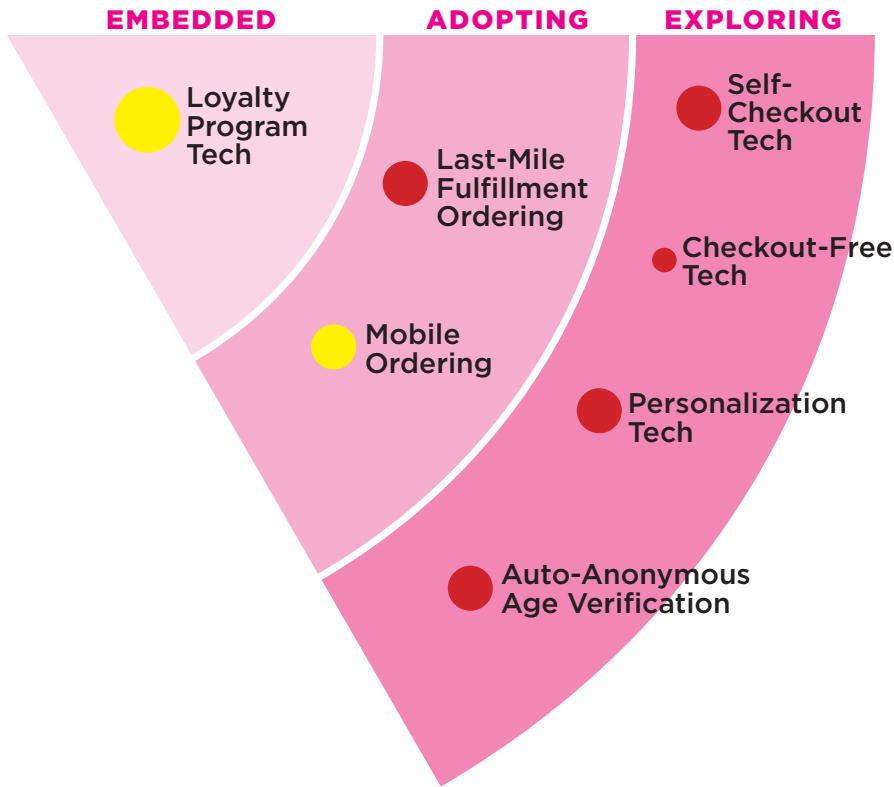 EMBEDDED
ADOPTING
EXPLORING
Loyalty
Program
Tech
Last-Mile
Fulfillment
Ordering
Mobile
Ordering
Self-
Checkout
Tech
Checkout-Free
Tech
Personalization
Tech
Auto-Anonymous
Age Verification